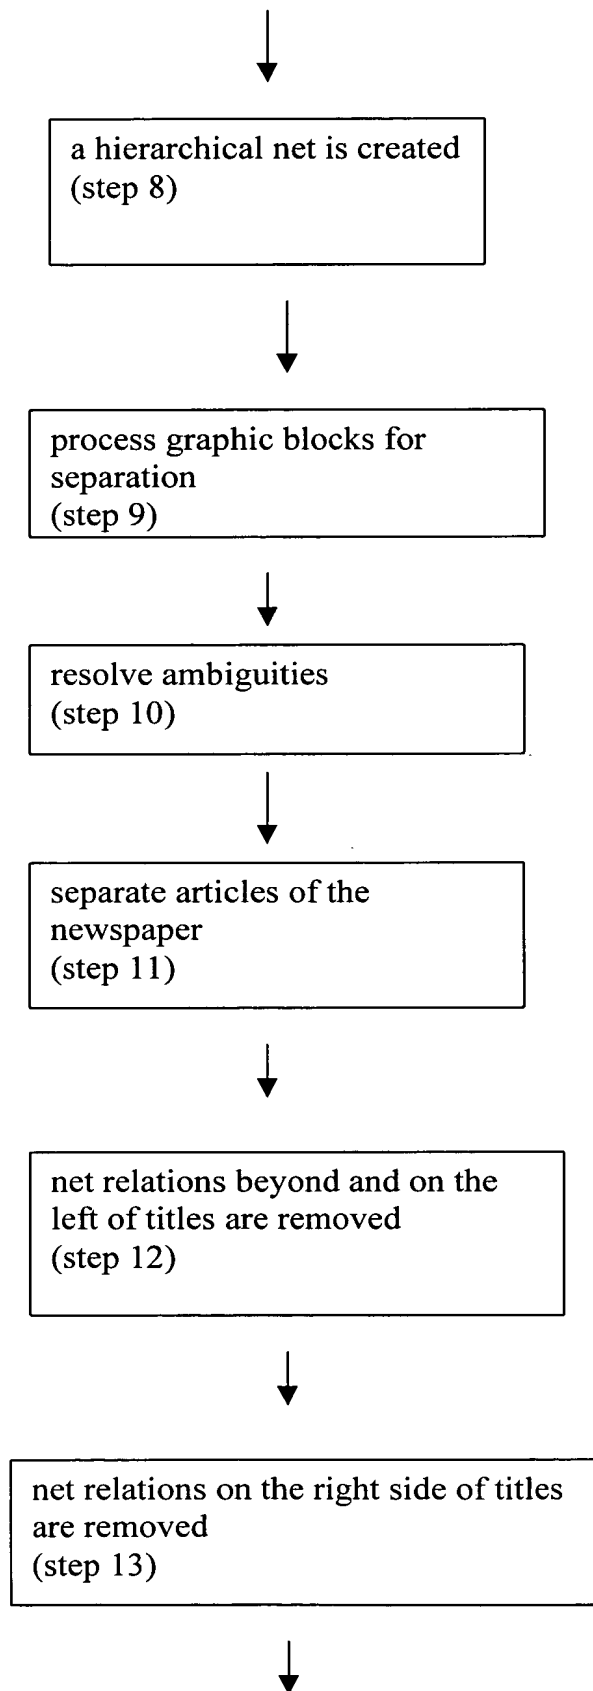 a hierarchical net is created
(step 8)
process graphic blocks for
separation
(step 9)
resolve ambiguities
(step 10)
separate articles of the
newspaper
(step 11)
net relations beyond and on the
left of titles are removed
(step 12)
net relations on the right side of titles
are removed
(step 13)